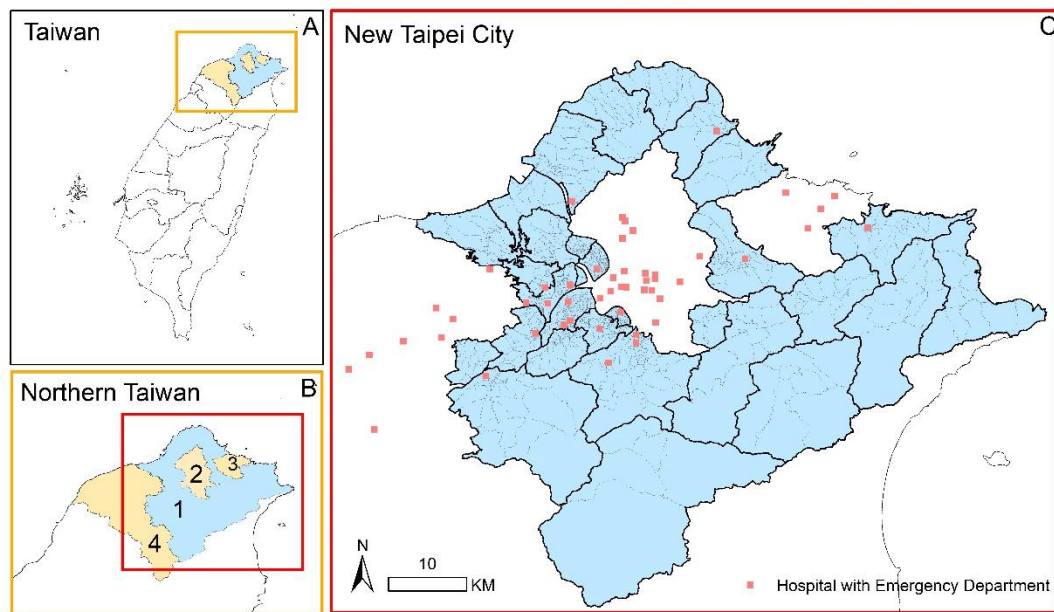 Taiwan
A
Northern Taiwan
B
1
2
3
4
New Taipei City
C
N
10
KM
Hospital with Emergency Department